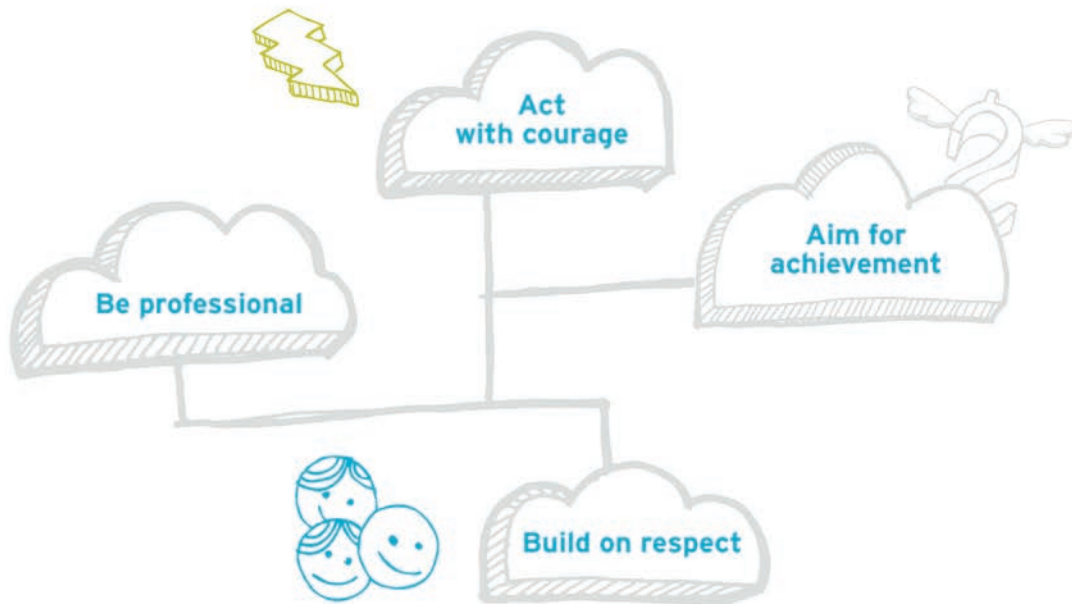 Act
with courage
Aim for
achievement
Be professional
Build on respect